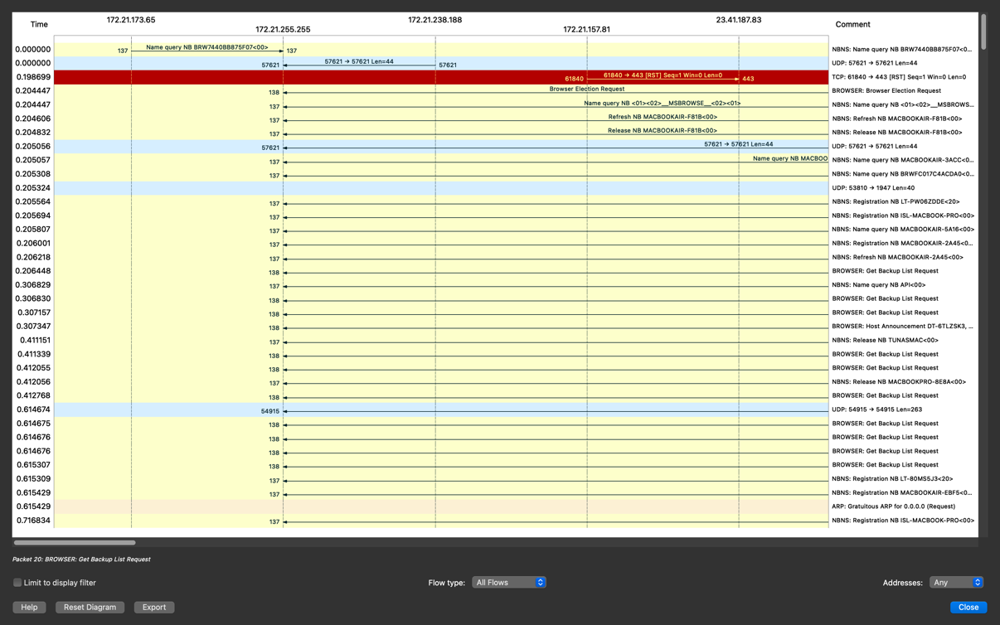 172.21.173.65 172.21.238.188 23.41.187.83
Time 172.21.255.255 172.21.157.81 Comment
0.000000 137 Name query NB BRW7440BB875F07<00> 137 NBNS: Name query NB BRW7440BB875F07<0...
0.000000 57621 57621 → 57621 Len=44 57621 UDP: 57621 → 57621 Len=44
0.198699 61840 61840 → 443 [RST] Seq=1 Win=0 Len=0 443 TCP: 61840 → 443 [RST] Seq=1 Win=0 Len=0
0.204447 138 Browser Election Request BROWSER: Browser Election Request
0.204447 137 Name query NB <01><02>__MSBROWSE__<02><01> NBNS: Name query NB <01><02>__MSBROWS...
0.204606 137 Refresh NB MACBOOKAIR-F81B<00> NBNS: Refresh NB MACBOOKAIR-F81B<00>
0.204832 137 Release NB MACBOOKAIR-F81B<00> NBNS: Release NB MACBOOKAIR-F81B<00>
0.205056 57621 57621 → 57621 Len=44 UDP: 57621 → 57621 Len=44
0.205057 137 Name query NB MACBOO NBNS: Name query NB MACBOOKAIR-3ACC<0...
0.205308 137 NBNS: Name query NB BRWFC017C4ACDA0<0...
0.205324 UDP: 53810 → 1947 Len=40
0.205564 137 NBNS: Registration NB LT-PW06ZDDE<20>
0.205694 137 NBNS: Registration NB ISL-MACBOOK-PRO<00>
0.205807 137 NBNS: Name query NB MACBOOKAIR-5A16<00>
0.206001 137 NBNS: Registration NB MACBOOKAIR-2A45<0...
0.206218 137 NBNS: Refresh NB MACBOOKAIR-2A45<00>
0.206448 138 BROWSER: Get Backup List Request
0.306829 137 NBNS: Name query NB API<00>
0.306830 138 BROWSER: Get Backup List Request
0.307157 138 BROWSER: Get Backup List Request
0.307347 138 BROWSER: Host Announcement DT-6TLZSK3, ...
0.411151 137 NBNS: Release NB TUNASMAC<00>
0.411339 138 BROWSER: Get Backup List Request
0.412055 138 BROWSER: Get Backup List Request
0.412056 137 NBNS: Release NB MACBOOKPRO-8E8A<00>
0.412768 138 BROWSER: Get Backup List Request
0.614674 54915 UDP: 54915 → 54915 Len=263
0.614675 138 BROWSER: Get Backup List Request
0.614676 138 BROWSER: Get Backup List Request
0.614676 138 BROWSER: Get Backup List Request
0.615307 138 BROWSER: Get Backup List Request
0.615309 137 NBNS: Registration NB LT-80MS5J3<20>
0.615429 137 NBNS: Registration NB MACBOOKAIR-EBF5<0...
0.615429 ARP: Gratuitous ARP for 0.0.0.0 (Request)
0.716834 137 NBNS: Registration NB ISL-MACBOOK-PRO<00>
Packet 20: BROWSER: Get Backup List Request
Limit to display filter Flow type: All Flows Addresses: Any
Help Reset Diagram Export Close